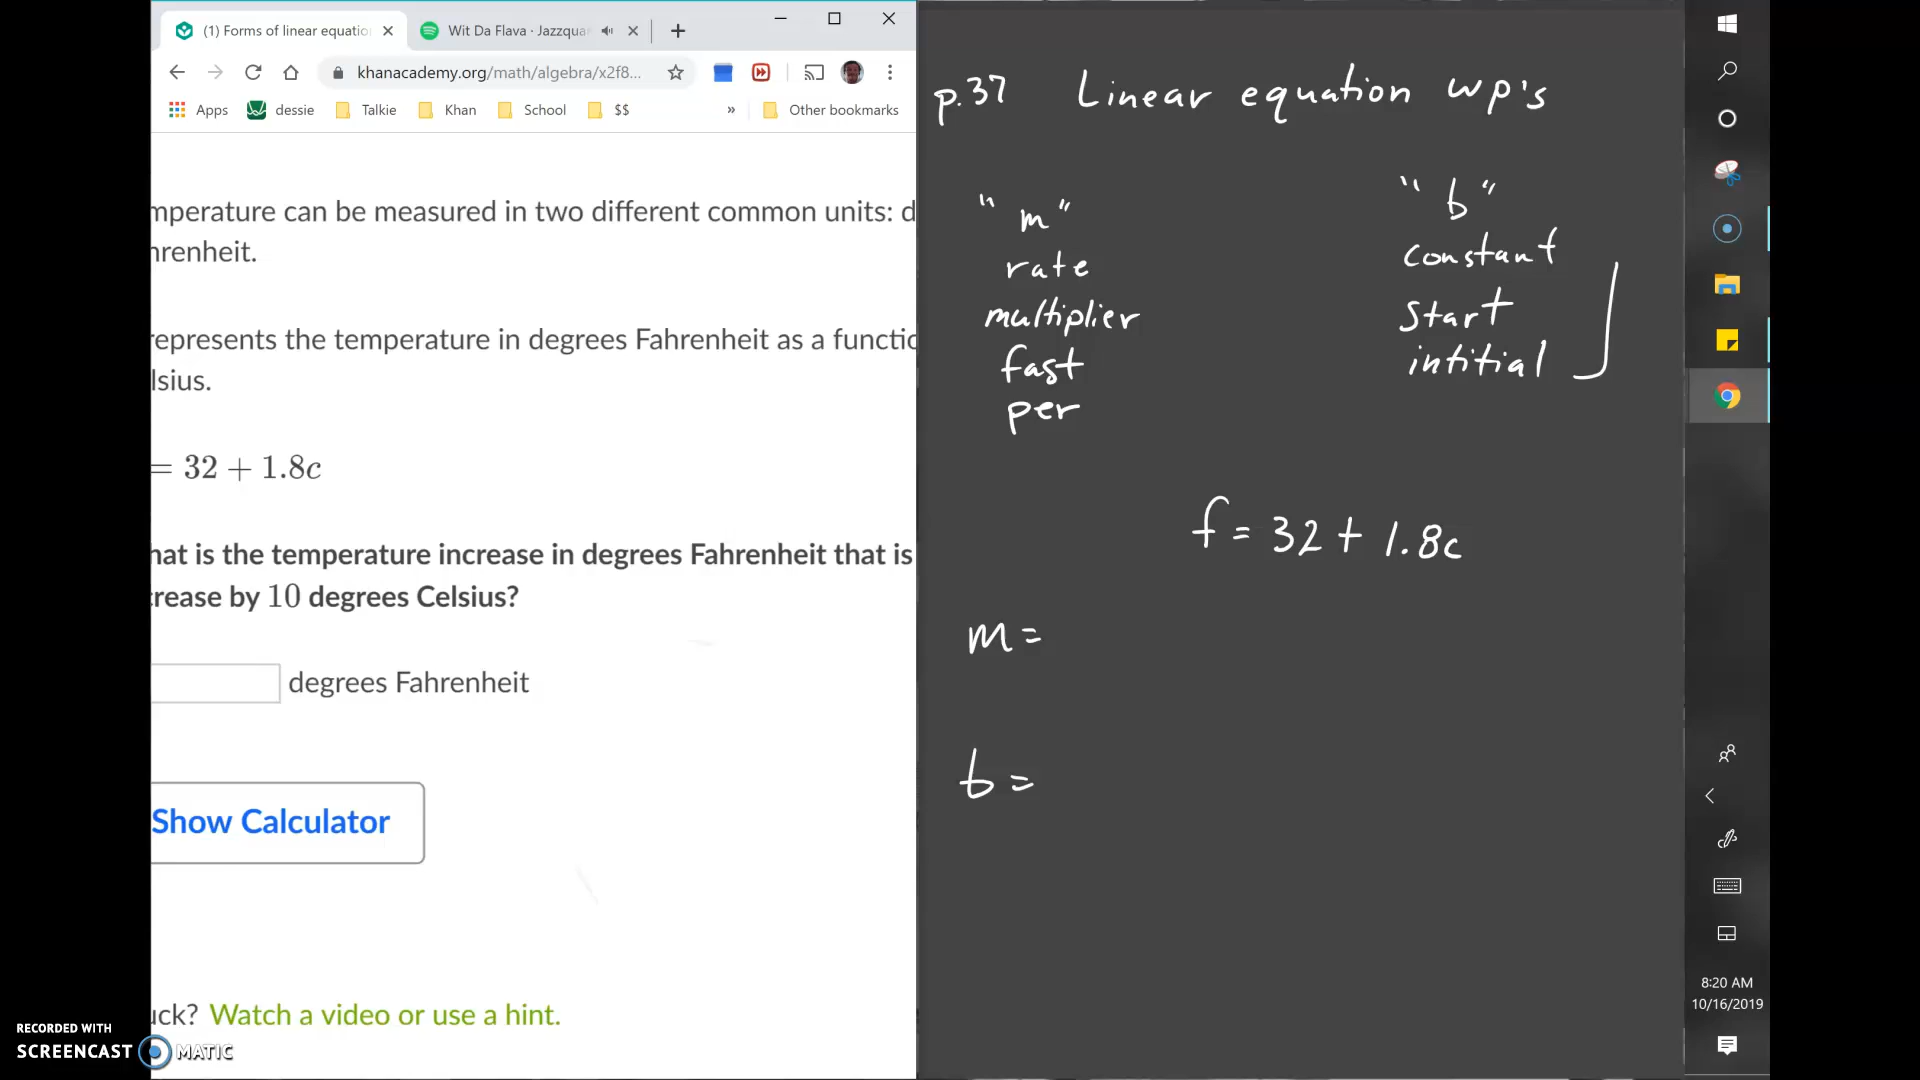 (1) Forms of linear equatio
Wit Da Flava · Jazzqua
khanacademy.org/math/algebra/x2f8...
Apps
dessie
Talkie
Khan
School
$$
»
Other bookmarks
mperature can be measured in two different common units: d
hrenheit.
represents the temperature in degrees Fahrenheit as a functio
lsius.
= 32 + 1.8c
hat is the temperature increase in degrees Fahrenheit that is
crease by 10 degrees Celsius?
degrees Fahrenheit
Show Calculator
uck? Watch a video or use a hint.
p.37 Linear equation wp's
"m"
rate
multiplier
fast
per
"b"
constant
start
intitial
f = 32 + 1.8c
m =
b =
8:20 AM
10/16/2019
RECORDED WITH
SCREENCAST MATIC